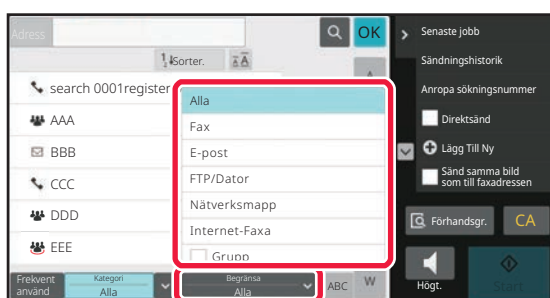 Adress
OK
Senaste jobb
Sorter.
Sändningshistorik
search 0001register
Anropa sökningsnummer
Alla
AAA
Fax
Direktsänd
BBB
E-post
Lägg Till Ny
CCC
FTP/Dator
Sänd samma bild
som till faxadressen
DDD
Nätverksmapp
Förhandsgr.
CA
EEE
Internet-Faxa
Grupp
Frekvent
använd
Kategori
Alla
Begränsa
Alla
ABC
W
Högt.
Start